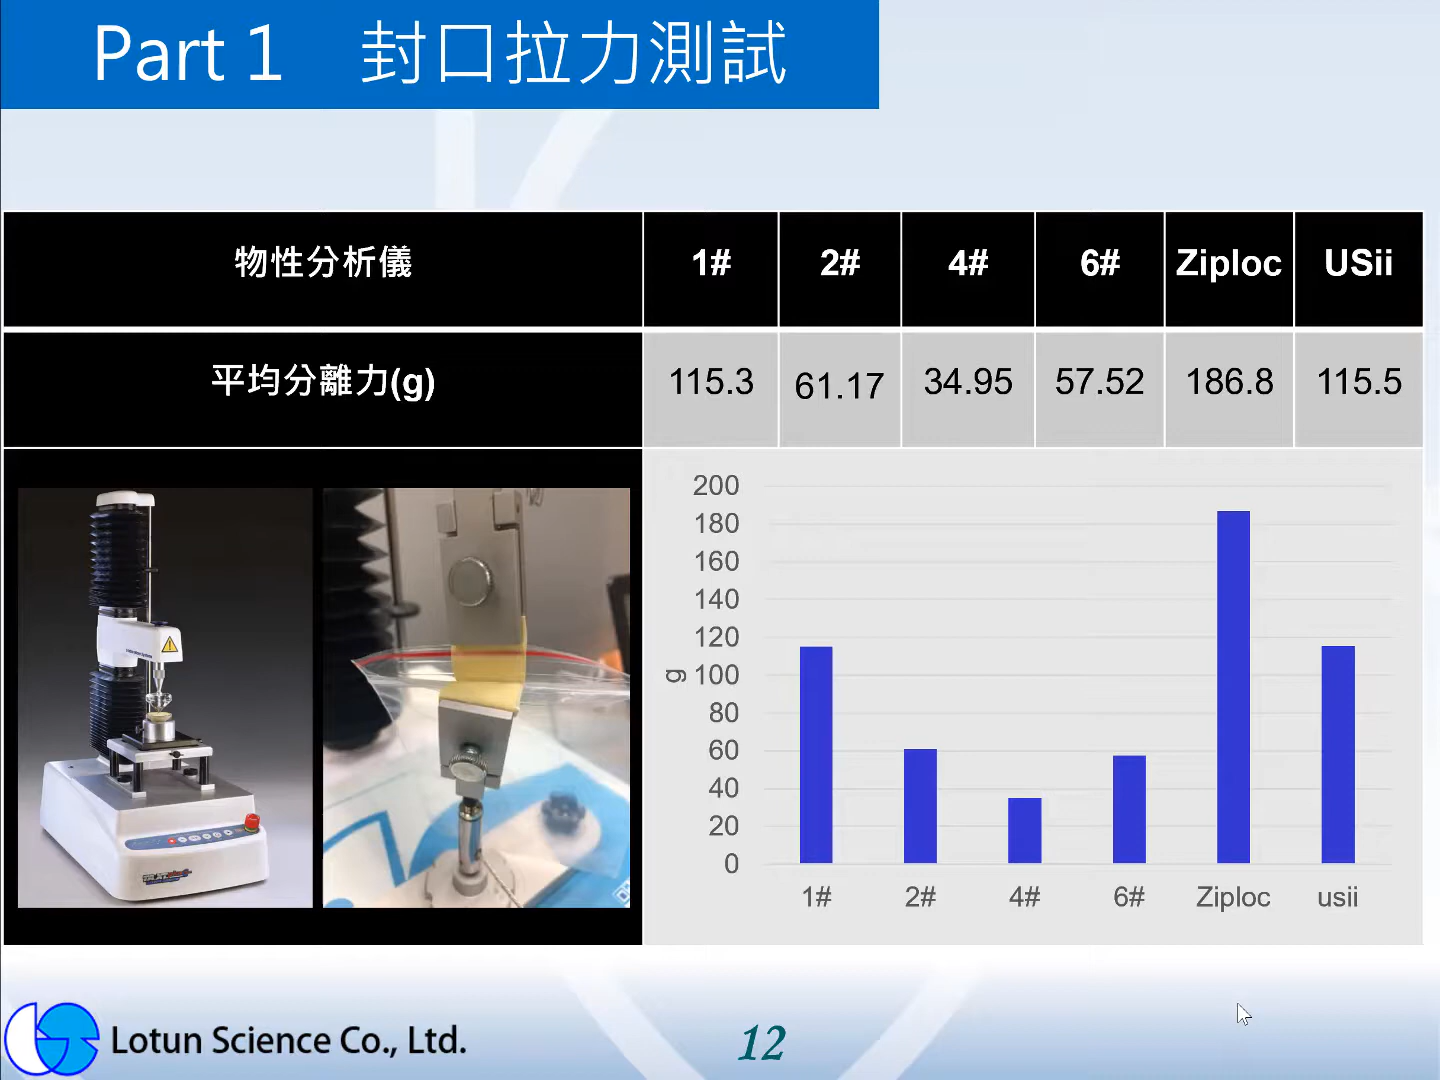 Part 1 封口拉力測試
物性分析儀 1# 2# 4# 6# Ziploc USii
平均分離力(g) 115.3 61.17 34.95 57.52 186.8 115.5
200
180
160
140
120
100
80
60
40
20
0
g
1# 2# 4# 6# Ziploc usii
Lotun Science Co., Ltd.
12